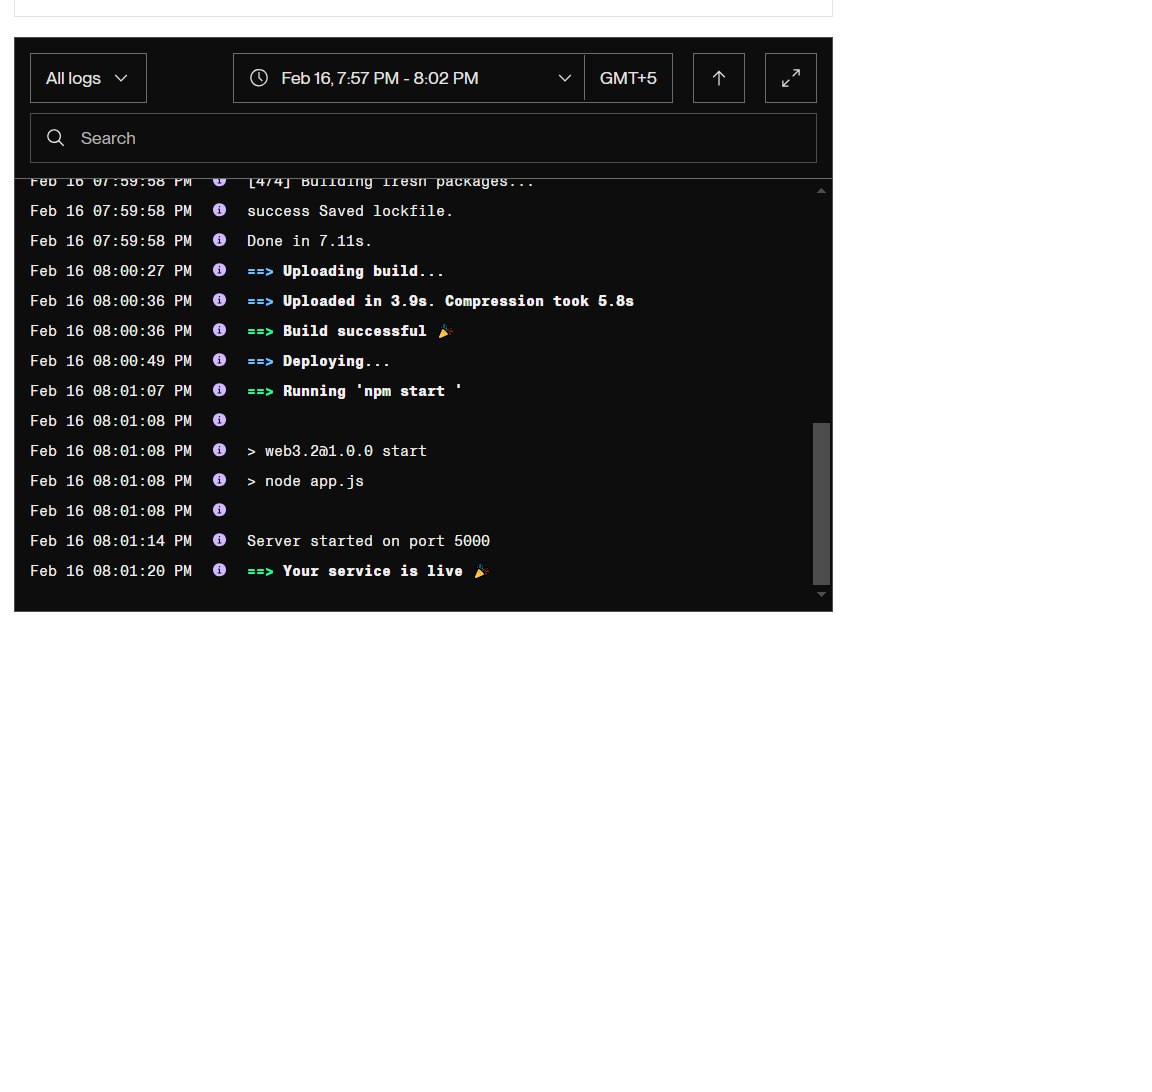 All logs
Feb 16, 7:57 PM - 8:02 PM
GMT+5
Search
Feb 16 07:59:58 PM [4/4] Building fresh packages...
Feb 16 07:59:58 PM success Saved lockfile.
Feb 16 07:59:58 PM Done in 7.11s.
Feb 16 08:00:27 PM ==> Uploading build...
Feb 16 08:00:36 PM ==> Uploaded in 3.9s. Compression took 5.8s
Feb 16 08:00:36 PM ==> Build successful 🎉
Feb 16 08:00:49 PM ==> Deploying...
Feb 16 08:01:07 PM ==> Running 'npm start '
Feb 16 08:01:08 PM
Feb 16 08:01:08 PM > web3.2@1.0.0 start
Feb 16 08:01:08 PM > node app.js
Feb 16 08:01:08 PM
Feb 16 08:01:14 PM Server started on port 5000
Feb 16 08:01:20 PM ==> Your service is live 🎉